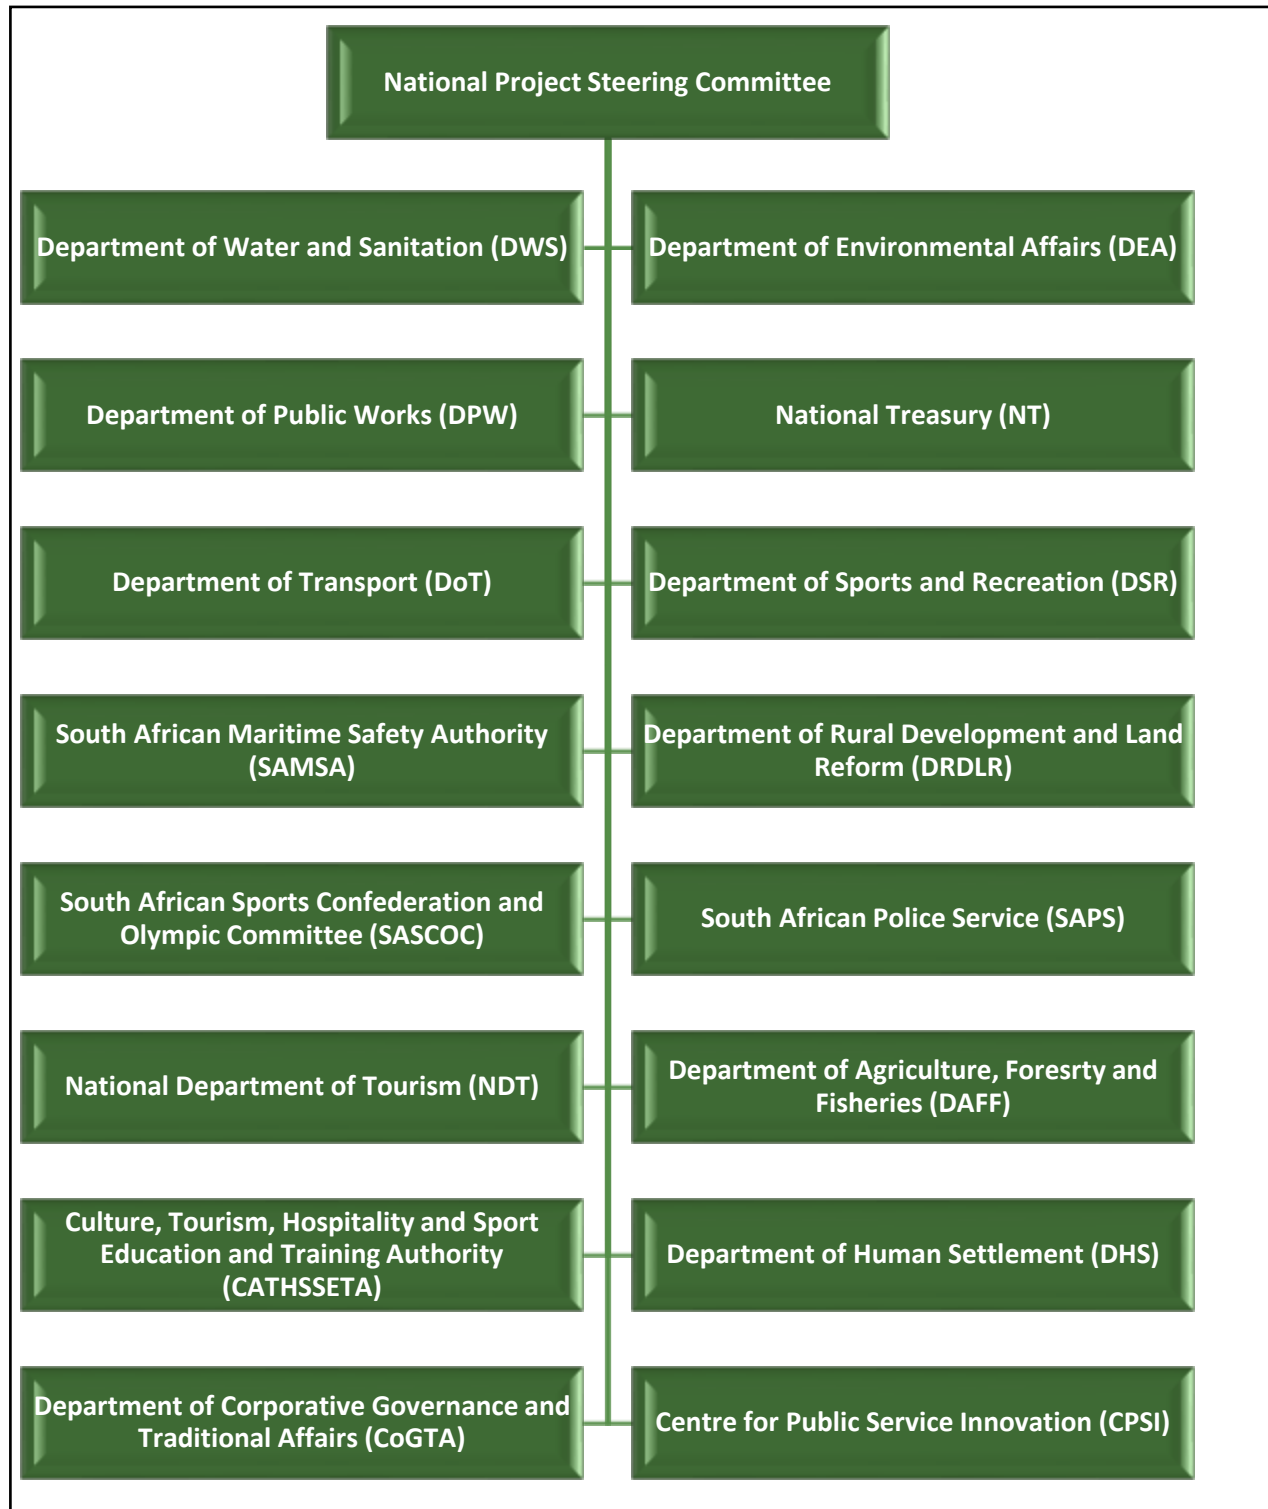 National Project Steering Committee
Department of Water and Sanitation (DWS)
Department of Environmental Affairs (DEA)
Department of Public Works (DPW)
National Treasury (NT)
Department of Transport (DoT)
Department of Sports and Recreation (DSR)
South African Maritime Safety Authority
(SAMSA)
Department of Rural Development and Land
Reform (DRDLR)
South African Sports Confederation and
Olympic Committee (SASCOC)
South African Police Service (SAPS)
National Department of Tourism (NDT)
Department of Agriculture, Foresrty and
Fisheries (DAFF)
Culture, Tourism, Hospitality and Sport
Education and Training Authority
(CATHSSETA)
Department of Human Settlement (DHS)
Department of Corporative Governance and
Traditional Affairs (CoGTA)
Centre for Public Service Innovation (CPSI)